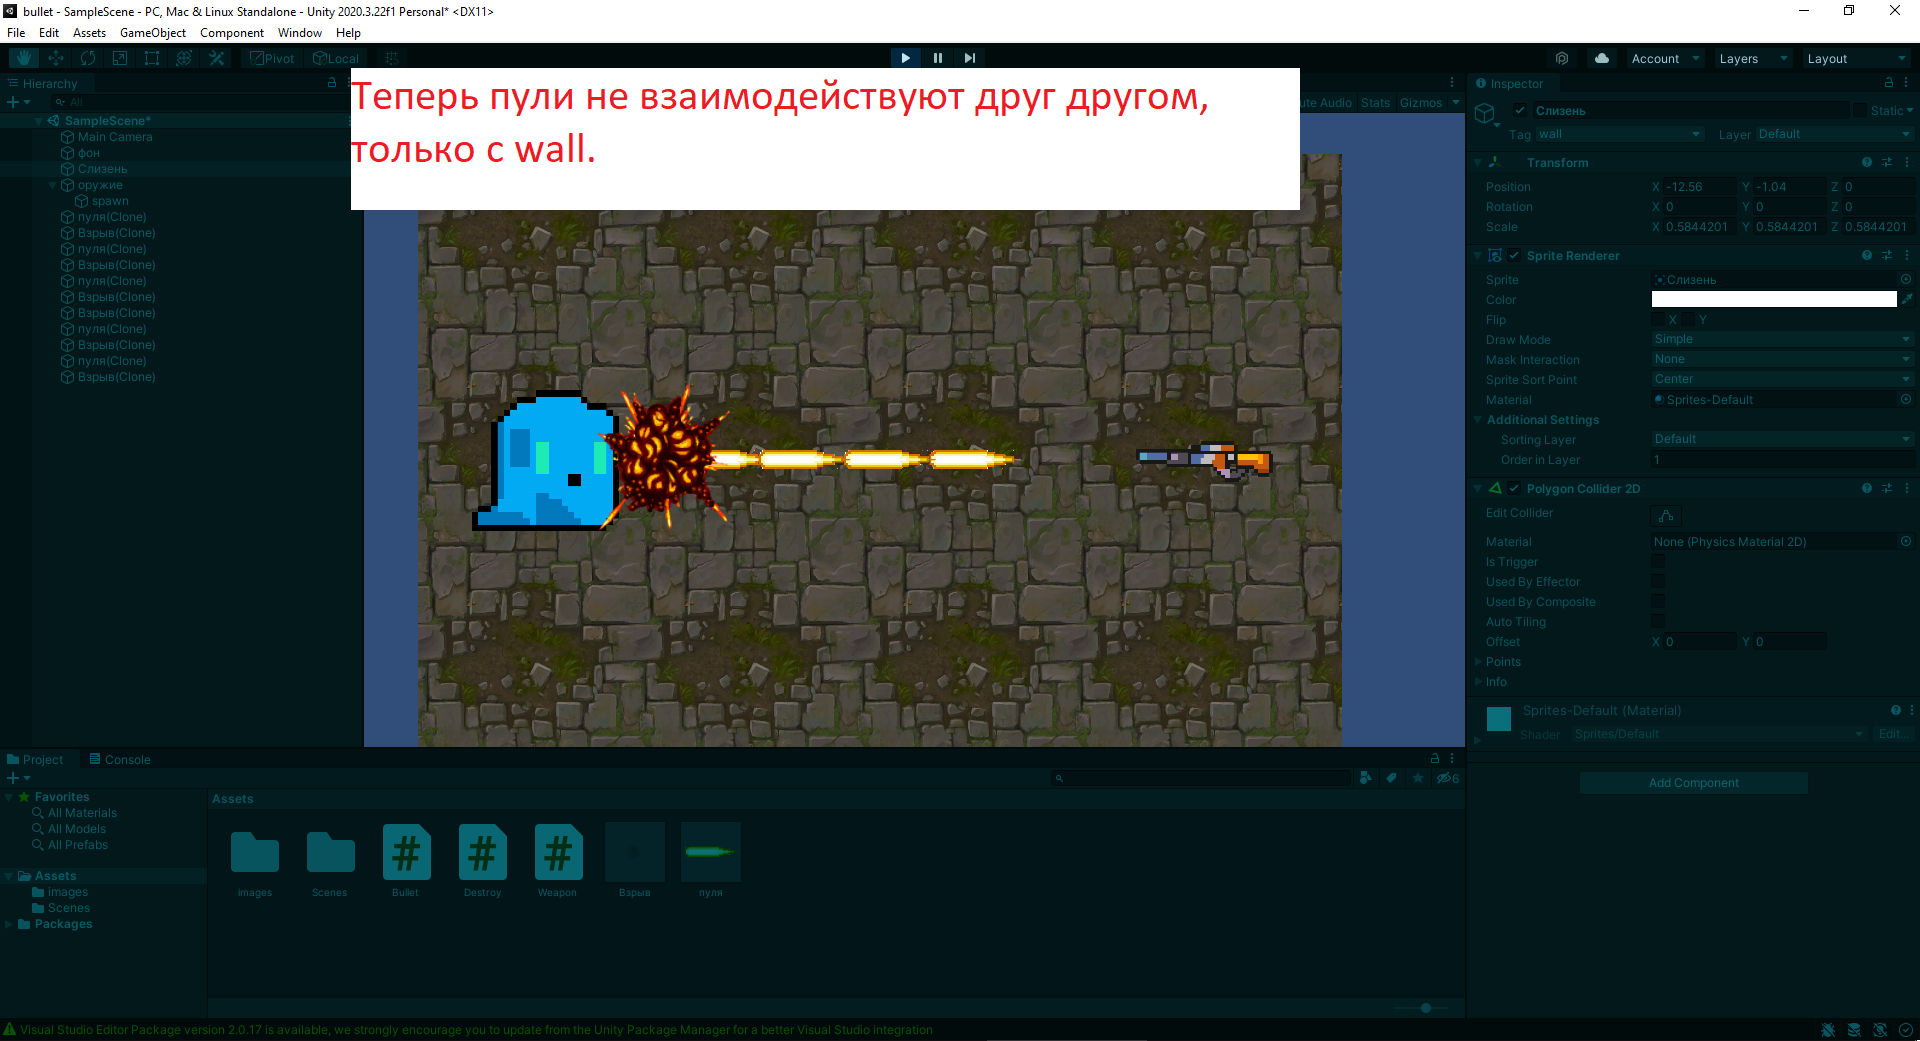 bullet - SampleScene - PC, Mac & Linux Standalone - Unity 2020.3.22f1 Personal* <DX11>
File Edit Assets GameObject Component Window Help
Pivot Local Account Layers Layout
Hierarchy
All
SampleScene*
Main Camera
фон
Слизень
оружие
spawn
пуля(Clone)
Взрыв(Clone)
пуля(Clone)
Взрыв(Clone)
пуля(Clone)
Взрыв(Clone)
Взрыв(Clone)
пуля(Clone)
Взрыв(Clone)
пуля(Clone)
Взрыв(Clone)
Теперь пули не взаимодействуют друг другом,
только с wall.
ute Audio Stats Gizmos
Inspector
Слизень Static
Tag wall Layer Default
Transform
Position X -12.56 Y -1.04 Z 0
Rotation X 0 Y 0 Z 0
Scale X 0.5844201 Y 0.5844201 Z 0.5844201
Sprite Renderer
Sprite Слизень
Color
Flip X Y
Draw Mode Simple
Mask Interaction None
Sprite Sort Point Center
Material Sprites-Default
Additional Settings
Sorting Layer Default
Order in Layer 1
Polygon Collider 2D
Edit Collider
Material None (Physics Material 2D)
Is Trigger
Used By Effector
Used By Composite
Auto Tiling
Offset X 0 Y 0
Points
Info
Sprites-Default (Material)
Shader Sprites/Default Edit...
Add Component
Project Console
6
Favorites
All Materials
All Models
All Prefabs
Assets
images
Scenes
Packages
Assets
images Scenes Bullet Destroy Weapon Взрыв пуля
Visual Studio Editor Package version 2.0.17 is available, we strongly encourage you to update from the Unity Package Manager for a better Visual Studio integration